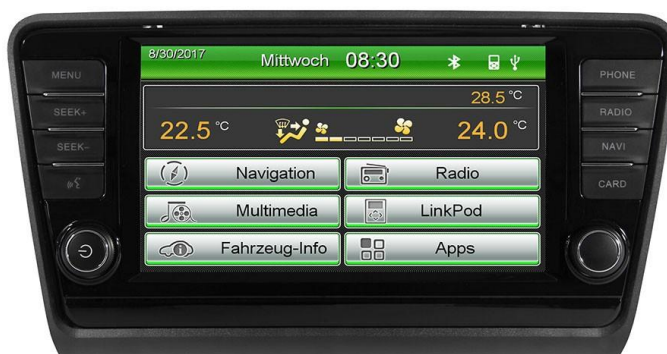 MENU
SEEK+
SEEK-
8/30/2017 Mittwoch 08:30
28.5 °C
22.5 °C 24.0 °C
Navigation Radio
Multimedia LinkPod
Fahrzeug-Info Apps
PHONE
RADIO
NAVI
CARD